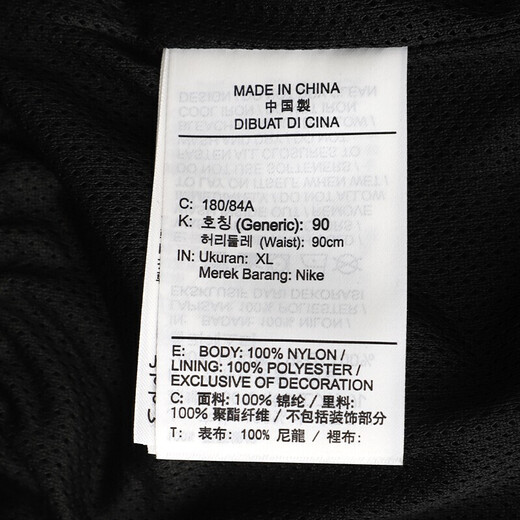 MADE IN CHINA
中国製
DIBUAT DI CINA
C: 180/84A
K: 호칭 (Generic): 90
허리둘레 (Waist): 90cm
IN: Ukuran: XL
Merek Barang: Nike
E: BODY: 100% NYLON /
LINING: 100% POLYESTER /
EXCLUSIVE OF DECORATION
C: 面料: 100% 锦纶 / 里料:
100% 聚酯纤维 / 不包括装饰部分
T: 表布: 100% 尼龍 / 裡布: